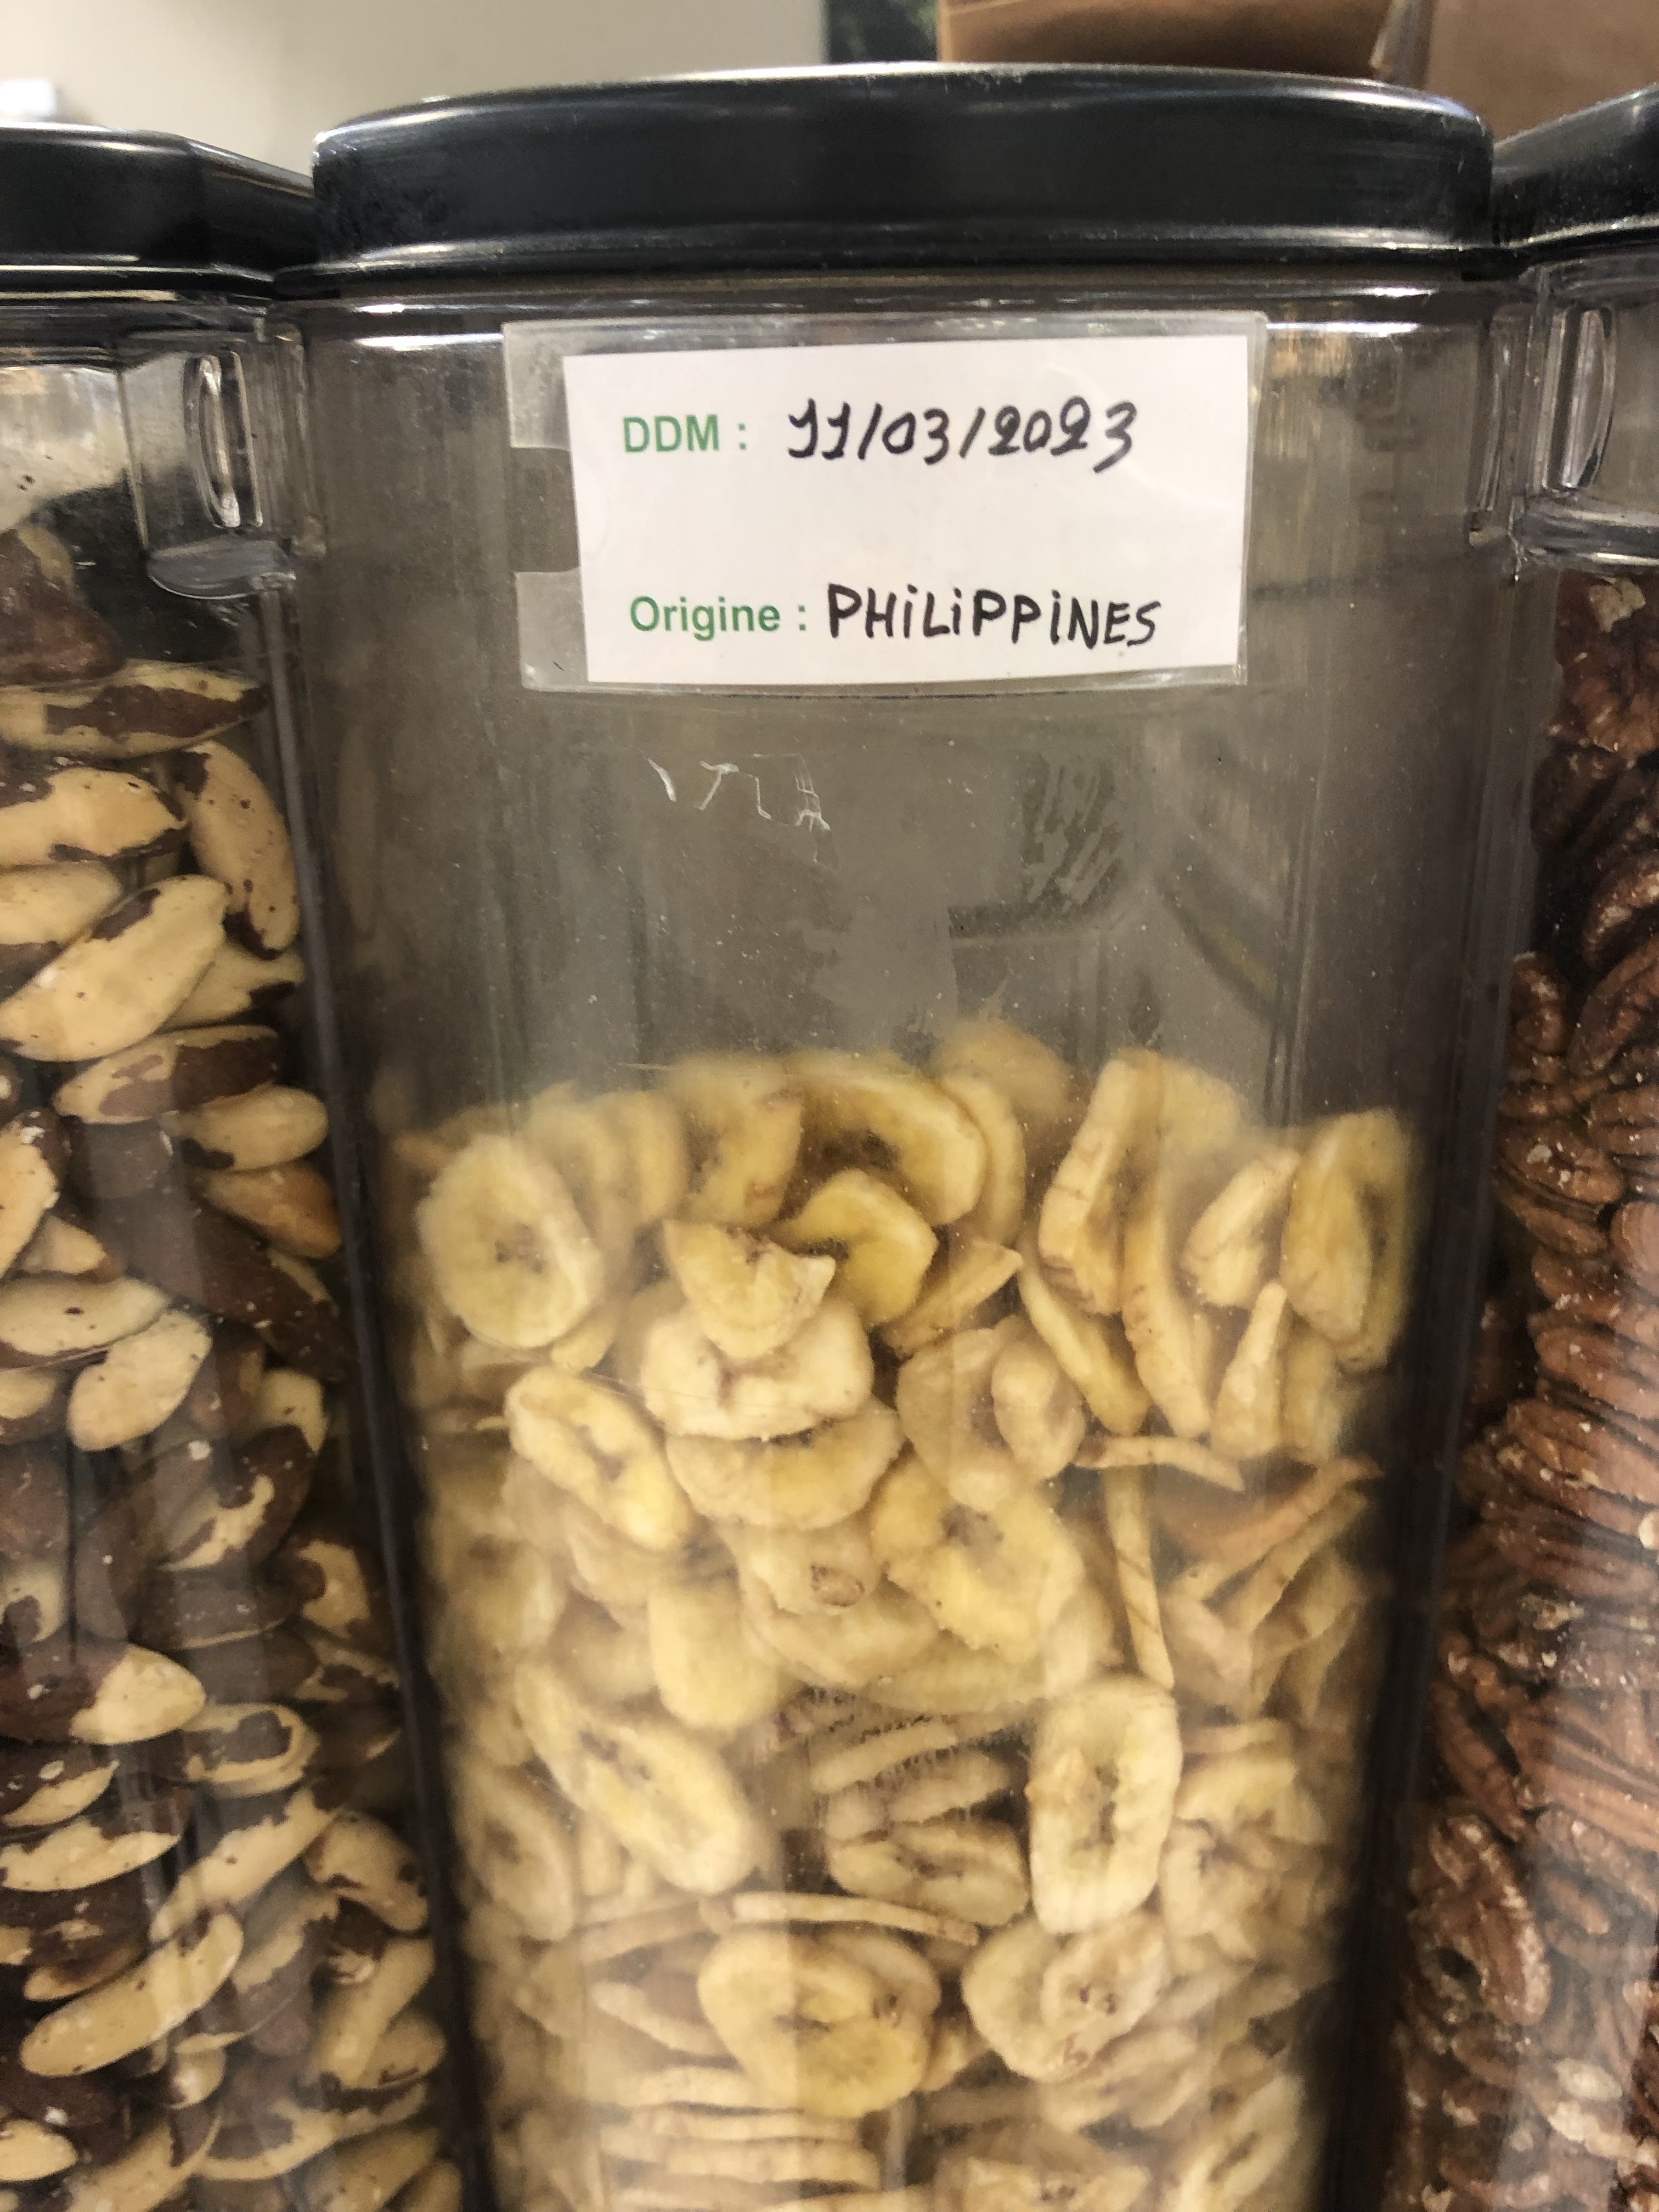 DDM : 11/03/2023
Origine : PHiLiPPiNES